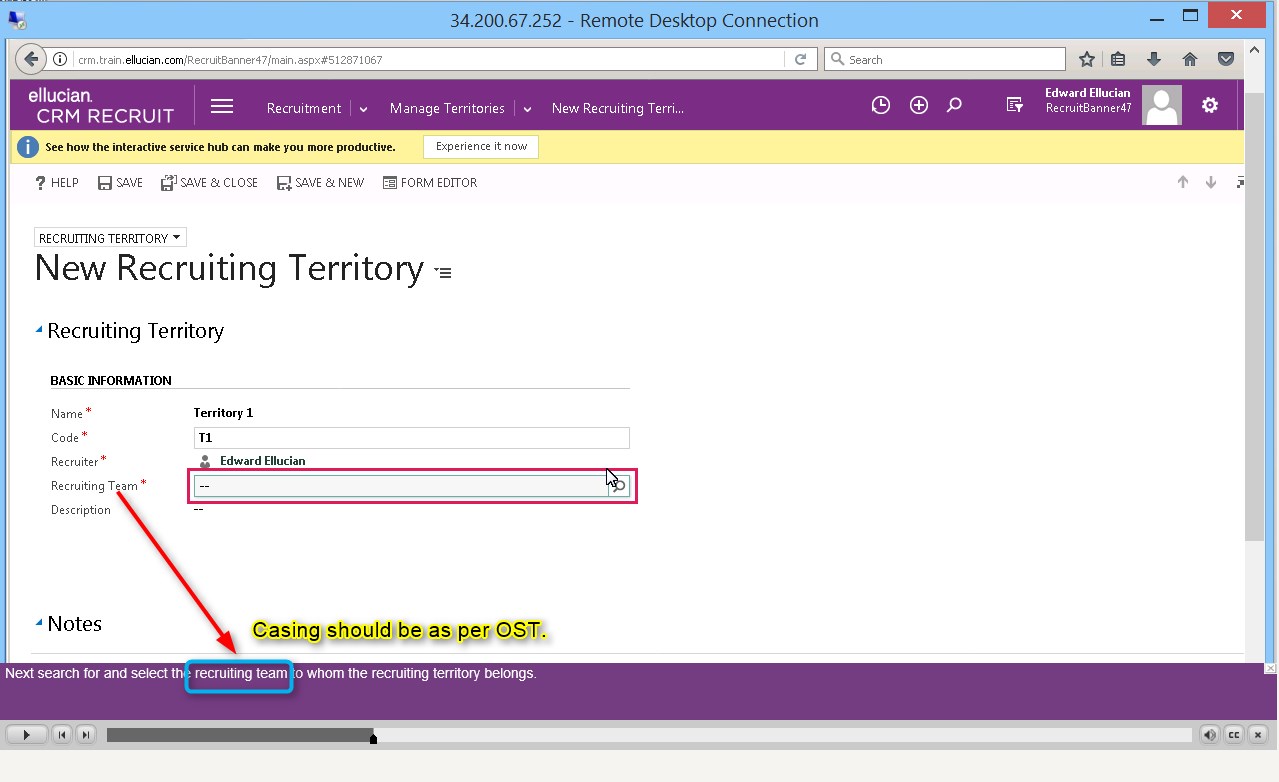 34.200.67.252 - Remote Desktop Connection
crm.train.ellucian.com/RecruitBanner47/main.aspx#512871067
Search
ellucian.
CRM RECRUIT
Recruitment
Manage Territories
New Recruiting Terri...
Edward Ellucian
RecruitBanner47
See how the interactive service hub can make you more productive.
Experience it now
? HELP
SAVE
SAVE & CLOSE
SAVE & NEW
FORM EDITOR
RECRUITING TERRITORY
New Recruiting Territory
Recruiting Territory
BASIC INFORMATION
Name* Territory 1
Code* T1
Recruiter* Edward Ellucian
Recruiting Team* --
Description --
Notes
Casing should be as per OST.
Next search for and select the recruiting team to whom the recruiting territory belongs.
CC